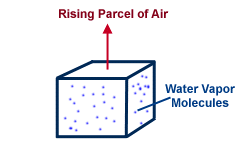 Rising Parcel of Air
Water Vapor
Molecules